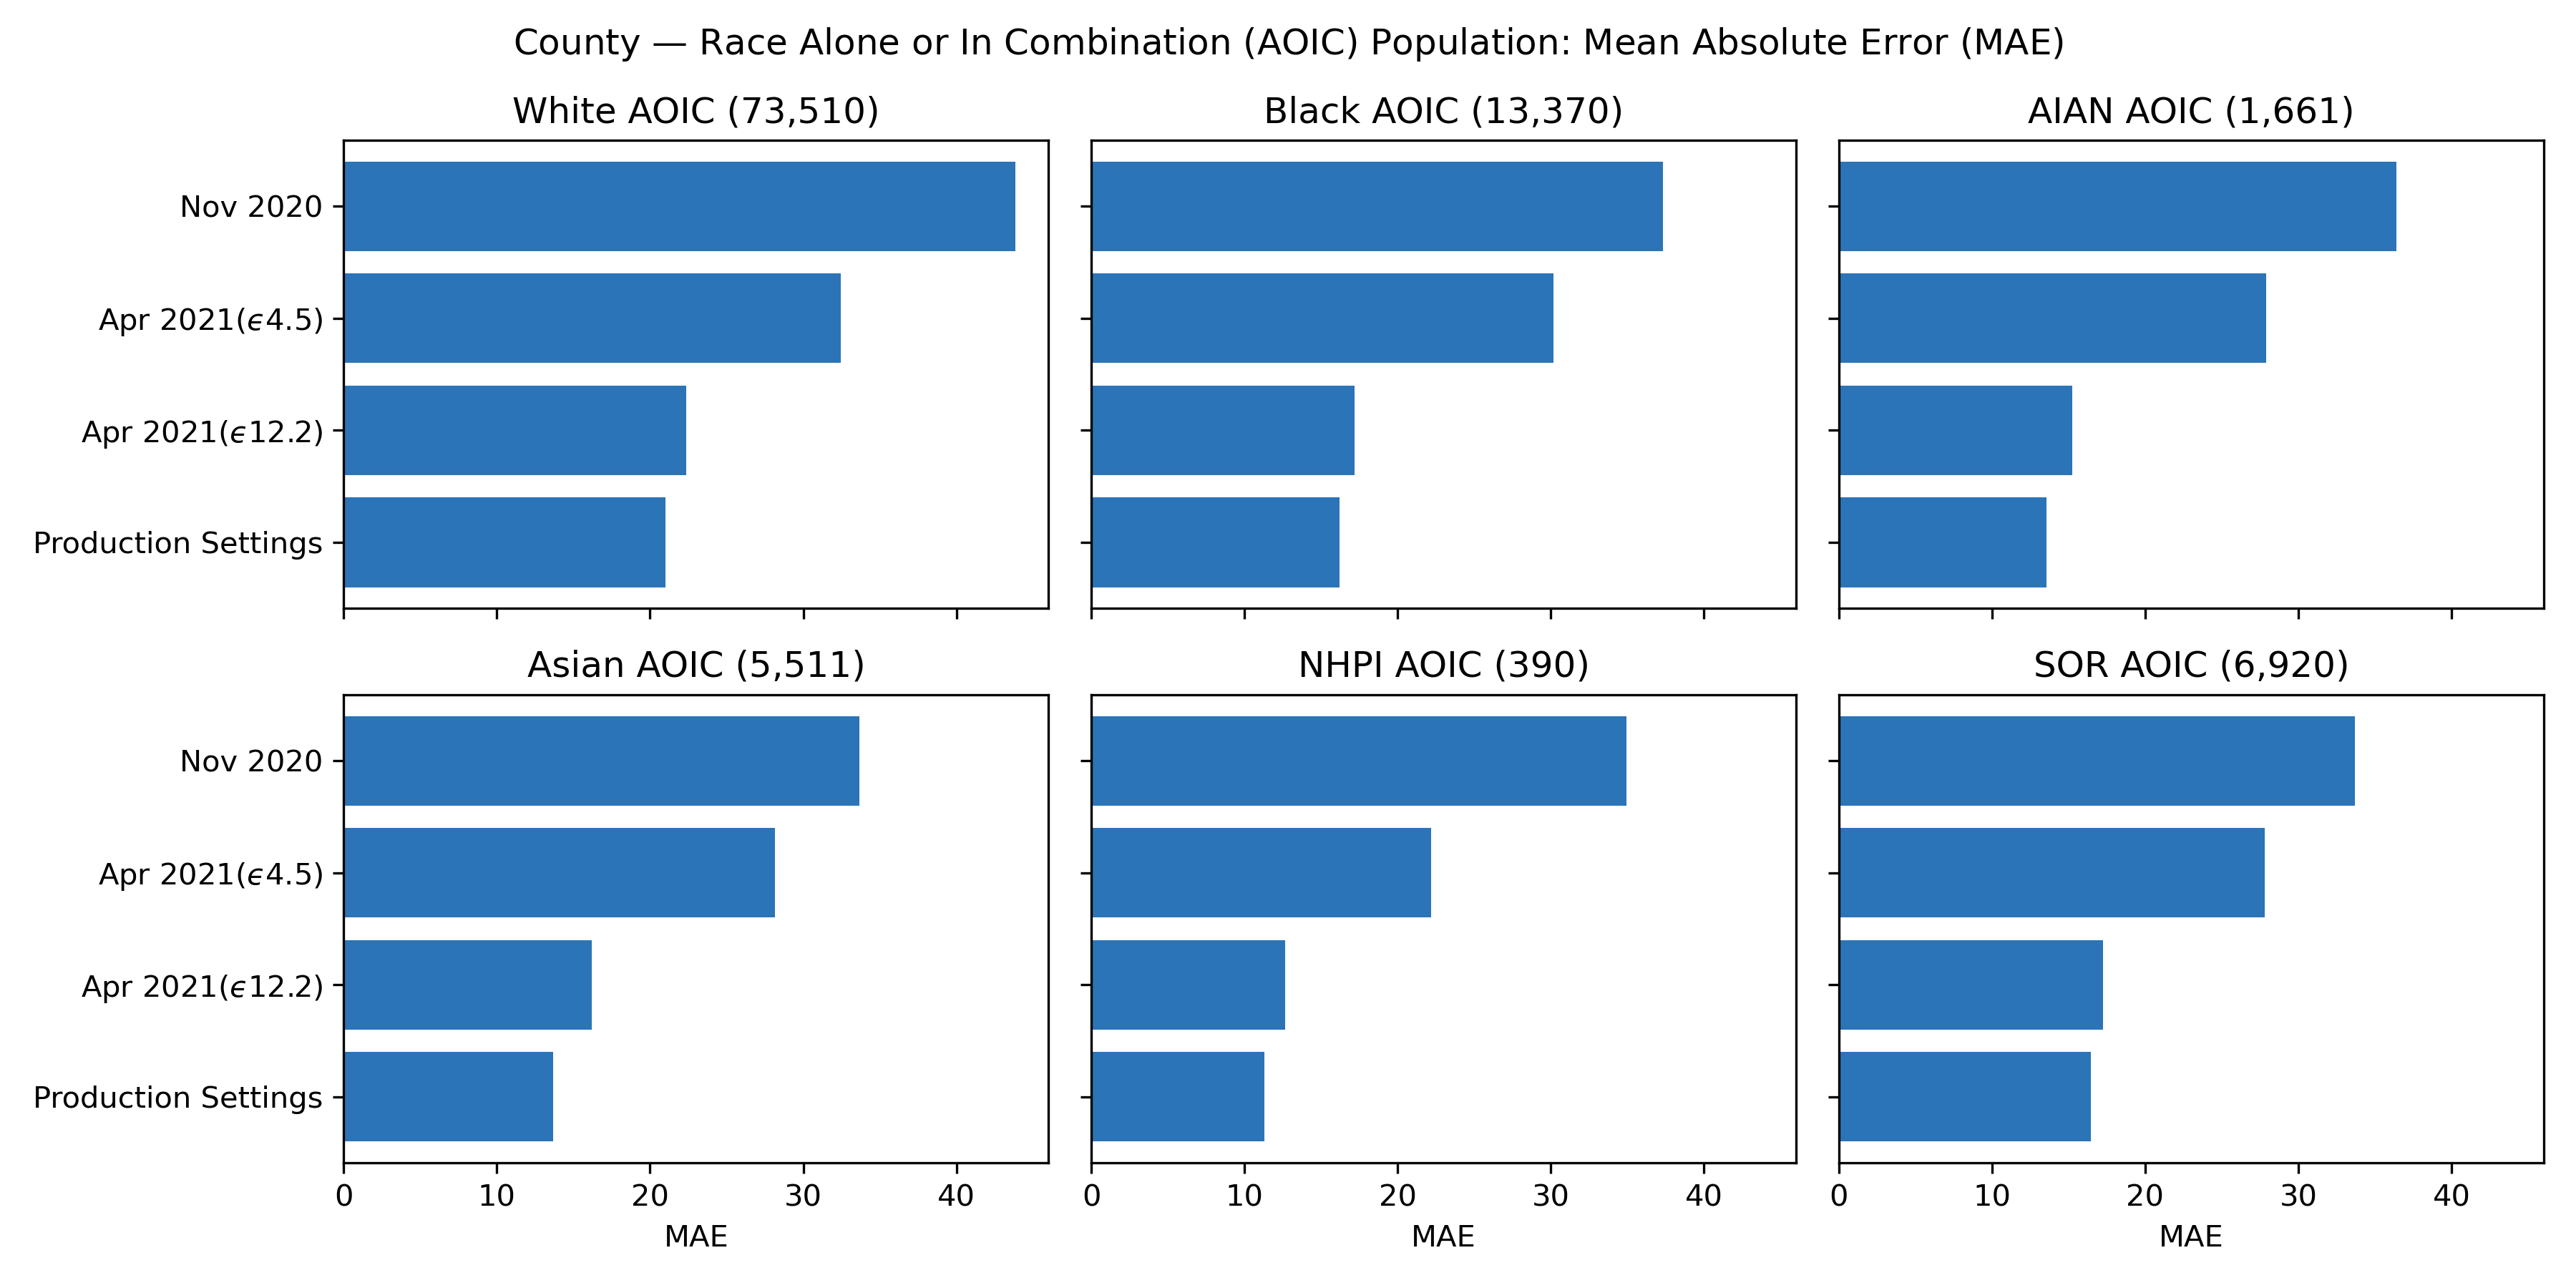 County — Race Alone or In Combination (AOIC) Population: Mean Absolute Error (MAE)
White AOIC (73,510)
Black AOIC (13,370)
AIAN AOIC (1,661)
Nov 2020
Apr 2021(ϵ4.5)
Apr 2021(ϵ12.2)
Production Settings
Asian AOIC (5,511)
NHPI AOIC (390)
SOR AOIC (6,920)
Nov 2020
Apr 2021(ϵ4.5)
Apr 2021(ϵ12.2)
Production Settings
0 10 20 30 40
0 10 20 30 40
0 10 20 30 40
MAE
MAE
MAE